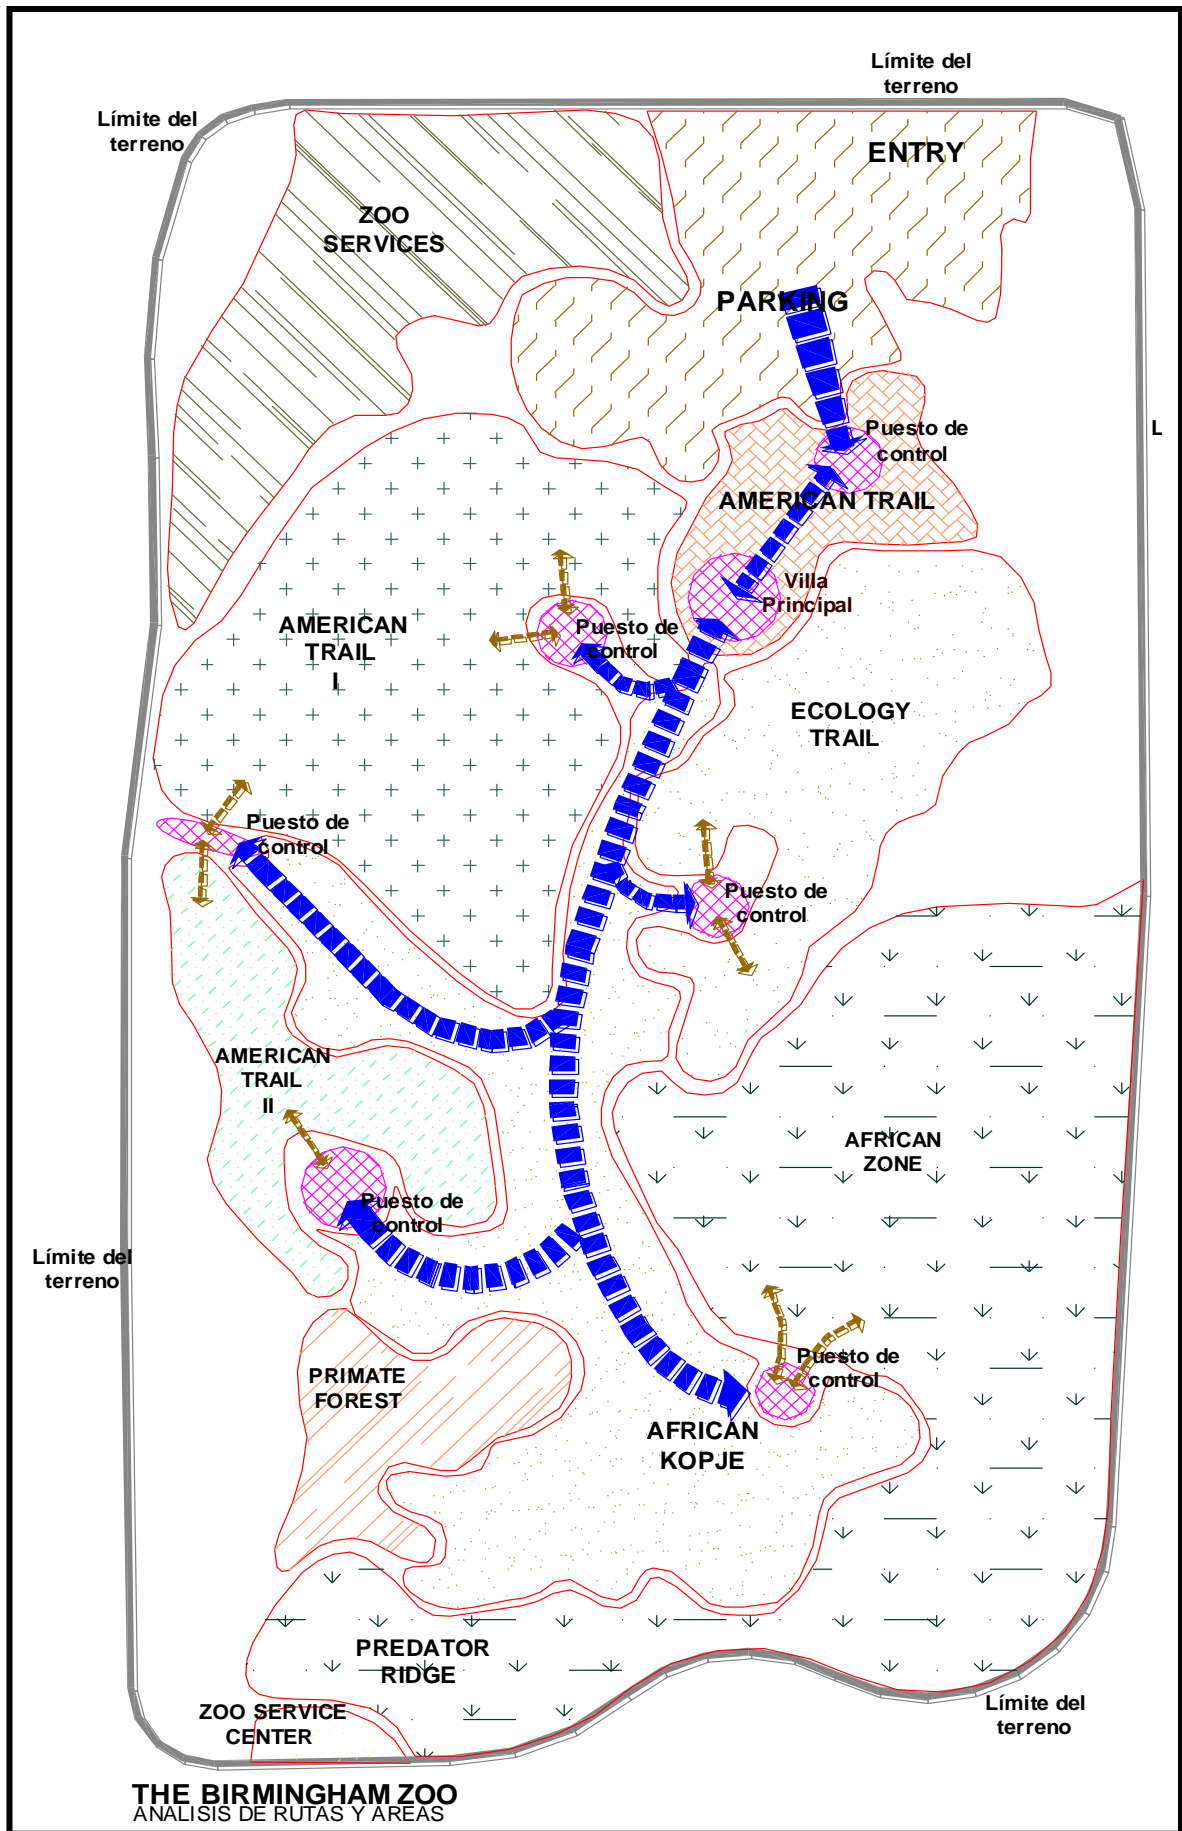 Límite del
terreno
Límite del
terreno
ENTRY
ZOO
SERVICES
PARKING
Puesto de
control
L
AMERICAN TRAIL
Villa
Principal
AMERICAN
TRAIL
I
Puesto de
control
ECOLOGY
TRAIL
Puesto de
control
Puesto de
control
AMERICAN
TRAIL
II
AFRICAN
ZONE
Puesto de
control
Límite del
terreno
PRIMATE
FOREST
Puesto de
control
AFRICAN
KOPJE
PREDATOR
RIDGE
ZOO SERVICE
CENTER
Límite del
terreno
THE BIRMINGHAM ZOO
ANALISIS DE RUTAS Y AREAS